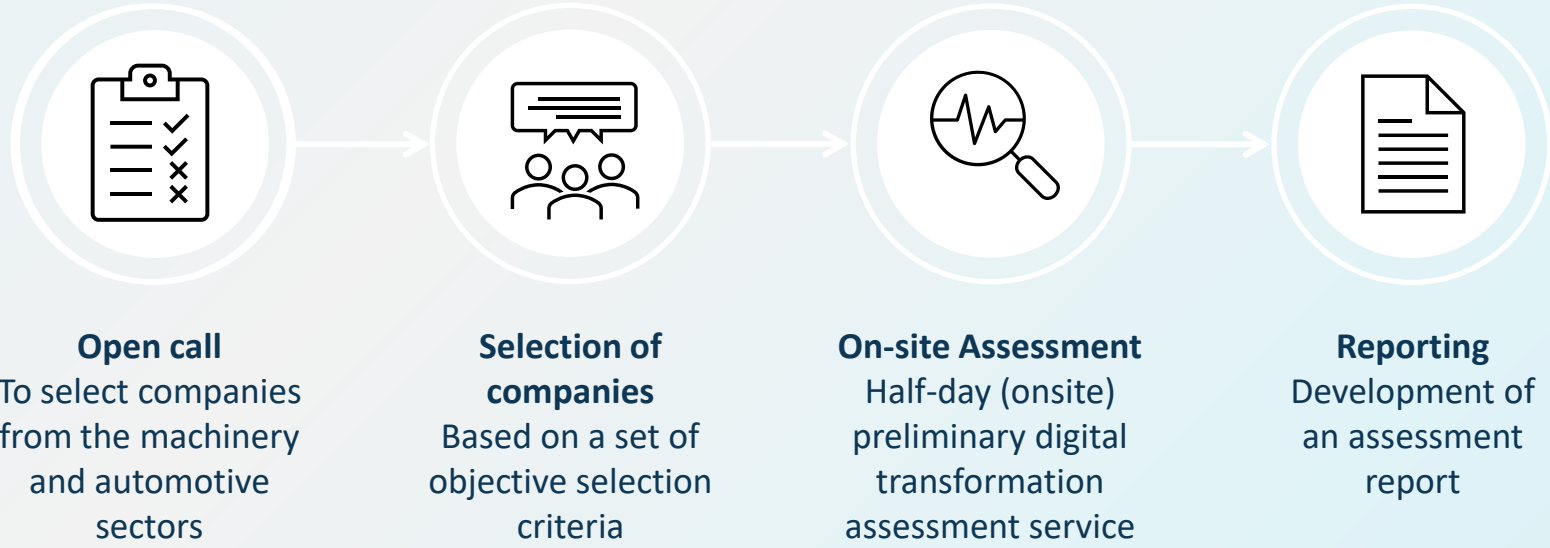 Open call
To select companies
from the machinery
and automotive
sectors
Selection of
companies
Based on a set of
objective selection
criteria
On-site Assessment
Half-day (onsite)
preliminary digital
transformation
assessment service
Reporting
Development of
an assessment
report